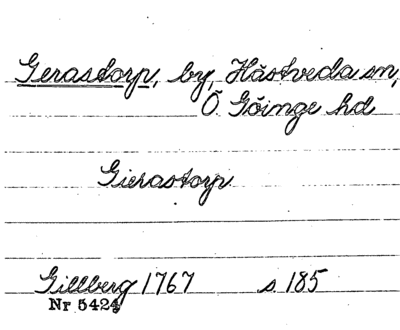 Gerastorp, by, Hästveda sn,
Ö Göinge hd
Gierastorp
Gillberg 1767 s 185
Nr 5424